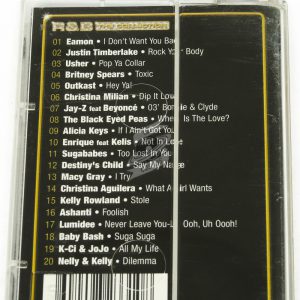 R&B THE COLLECTION
01 Eamon • I Don't Want You Bac
02 Justin Timberlake • Rock Your Body
03 Usher • Pop Ya Collar
04 Britney Spears • Toxic
05 Outkast • Hey Ya!
06 Christina Milian • Dip It Low
07 Jay-Z feat Beyoncé • 03' Bonnie & Clyde
08 The Black Eyed Peas • Where Is The Love?
09 Alicia Keys • If I Ain't Got You
10 Enrique feat Kelis • Not In Love
11 Sugababes • Too Lost In You
12 Destiny's Child • Say My Name
13 Macy Gray • I Try
14 Christina Aguilera • What A Girl Wants
15 Kelly Rowland • Stole
16 Ashanti • Foolish
17 Lumidee • Never Leave You- Ooh, Uh Oooh!
18 Baby Bash • Suga Suga
19 K-Ci & JoJo • All My Life
20 Nelly & Kelly • Dilemma